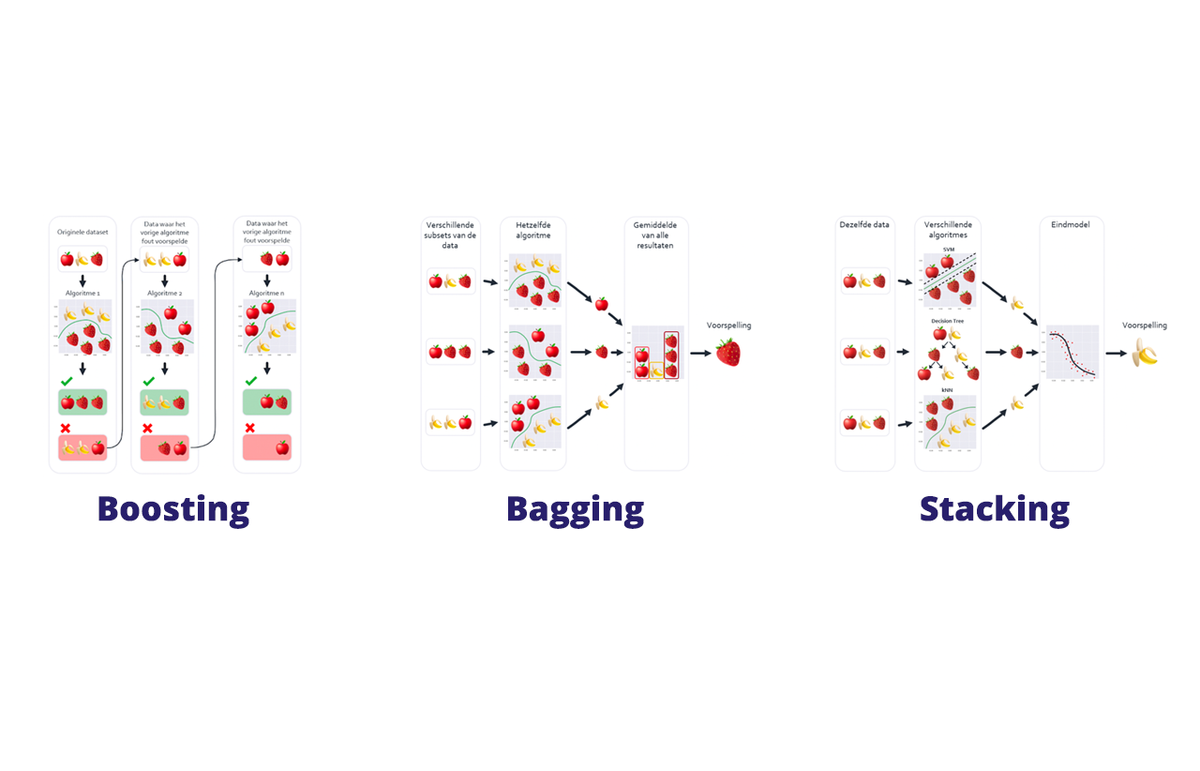 Originele dataset
Algoritme 1
Data waar het
vorige algoritme
fout voorspelde
Algoritme 2
Data waar het
vorige algoritme
fout voorspelde
Algoritme n
Boosting
Verschillende
subsets van de
data
Hetzelfde
algoritme
Gemiddelde
van alle
resultaten
Voorspelling
Bagging
Dezelfde data
Verschillende
algoritmes
SVM
Decision Tree
kNN
Eindmodel
Voorspelling
Stacking